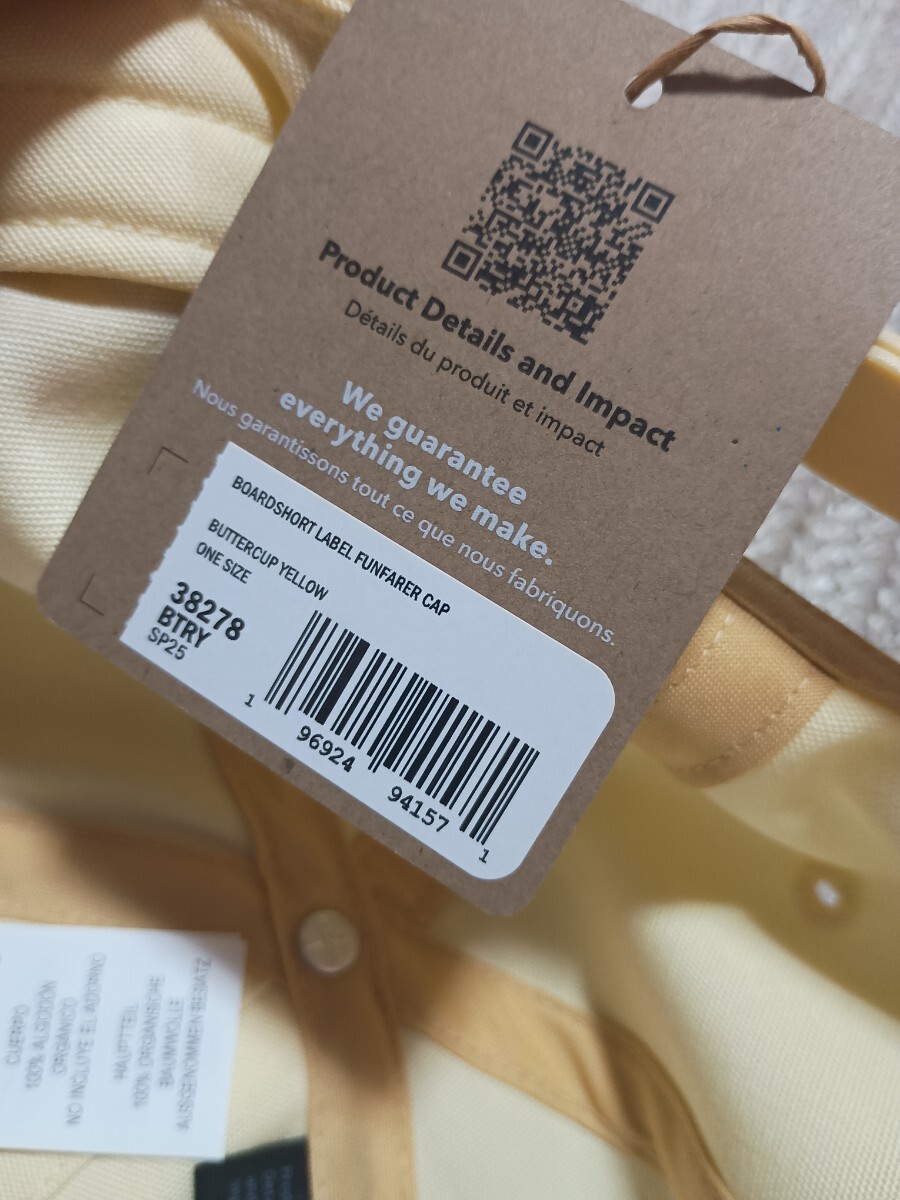 Product Details and Impact
Détails du produit et impact
We guarantee
everything we make.
Nous garantissons tout ce que nous fabriquons.
BOARDSHORT LABEL FUNFARER CAP
BUTTERCUP YELLOW
ONE SIZE
38278
BTRY
SP25
1 96924 94157 1
CUERPO
100% ALGODÓN
ORGÁNICO
NO INCLUYE EL ADORNO
HAUPTTEIL
100% ORGANISCHE
BAUMWOLLE
AUSGENOMMEN BESATZ